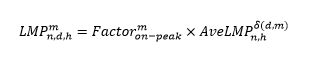 LMP^m_{n,d,h} = Factor^m_{on-peak} × AveLMP^{δ(d,m)}_{n,h}